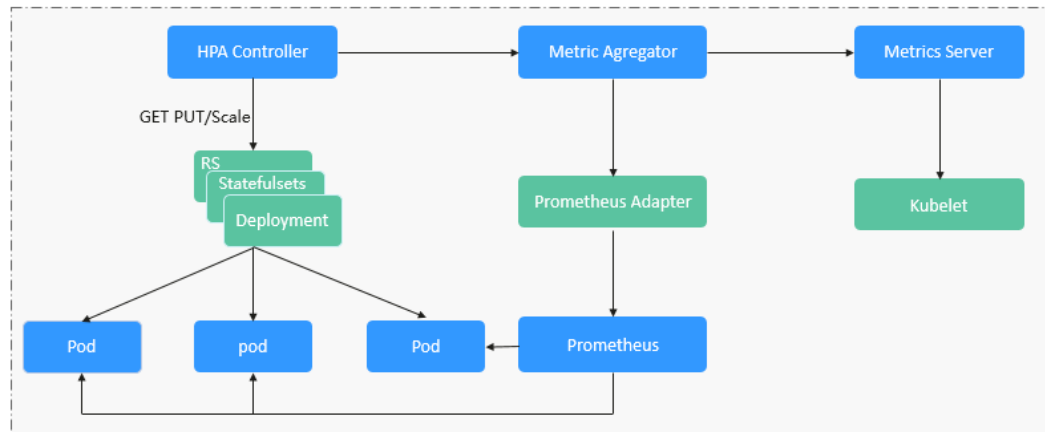 HPA Controller
Metric Agregator
Metrics Server
GET PUT/Scale
RS
Statefulsets
Deployment
Prometheus Adapter
Kubelet
Pod
pod
Pod
Prometheus